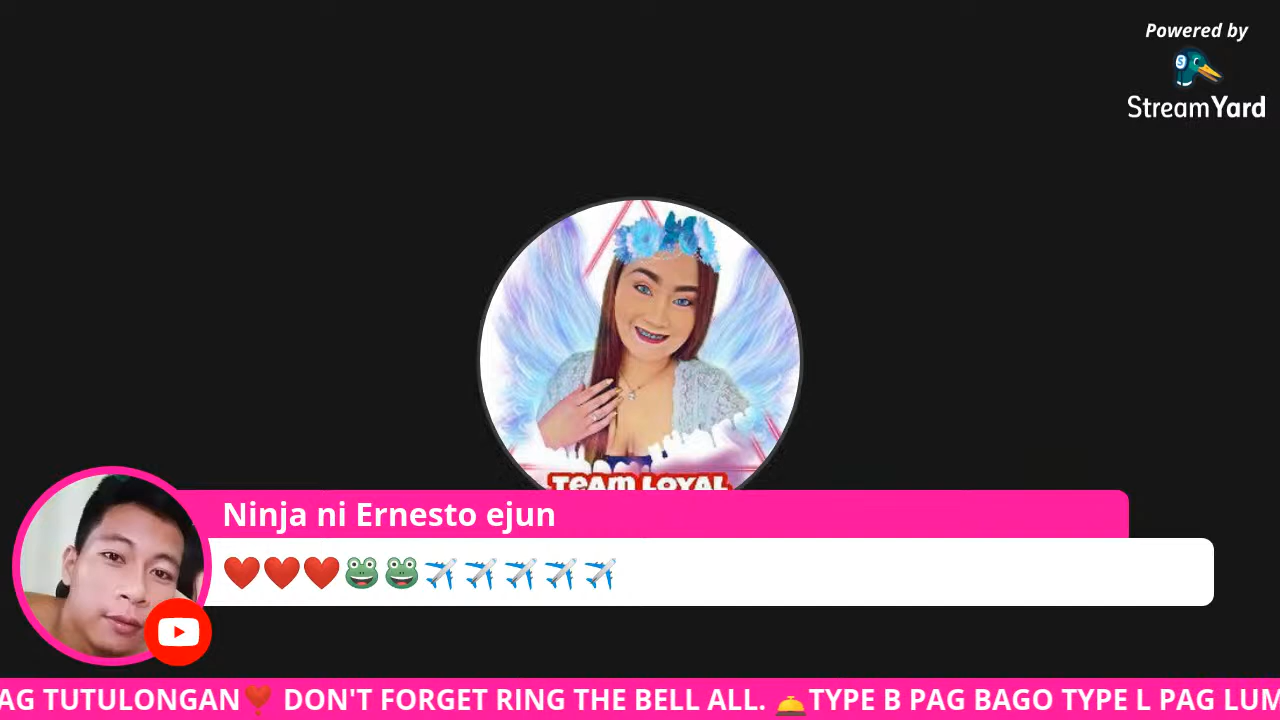 Powered by
StreamYard
TEAM LOYAL
Ninja ni Ernesto ejun
❤️❤️❤️🐸🐸✈️✈️✈️✈️✈️
AG TUTULONGAN❣️ DON'T FORGET RING THE BELL ALL. 🛎️TYPE B PAG BAGO TYPE L PAG LUM